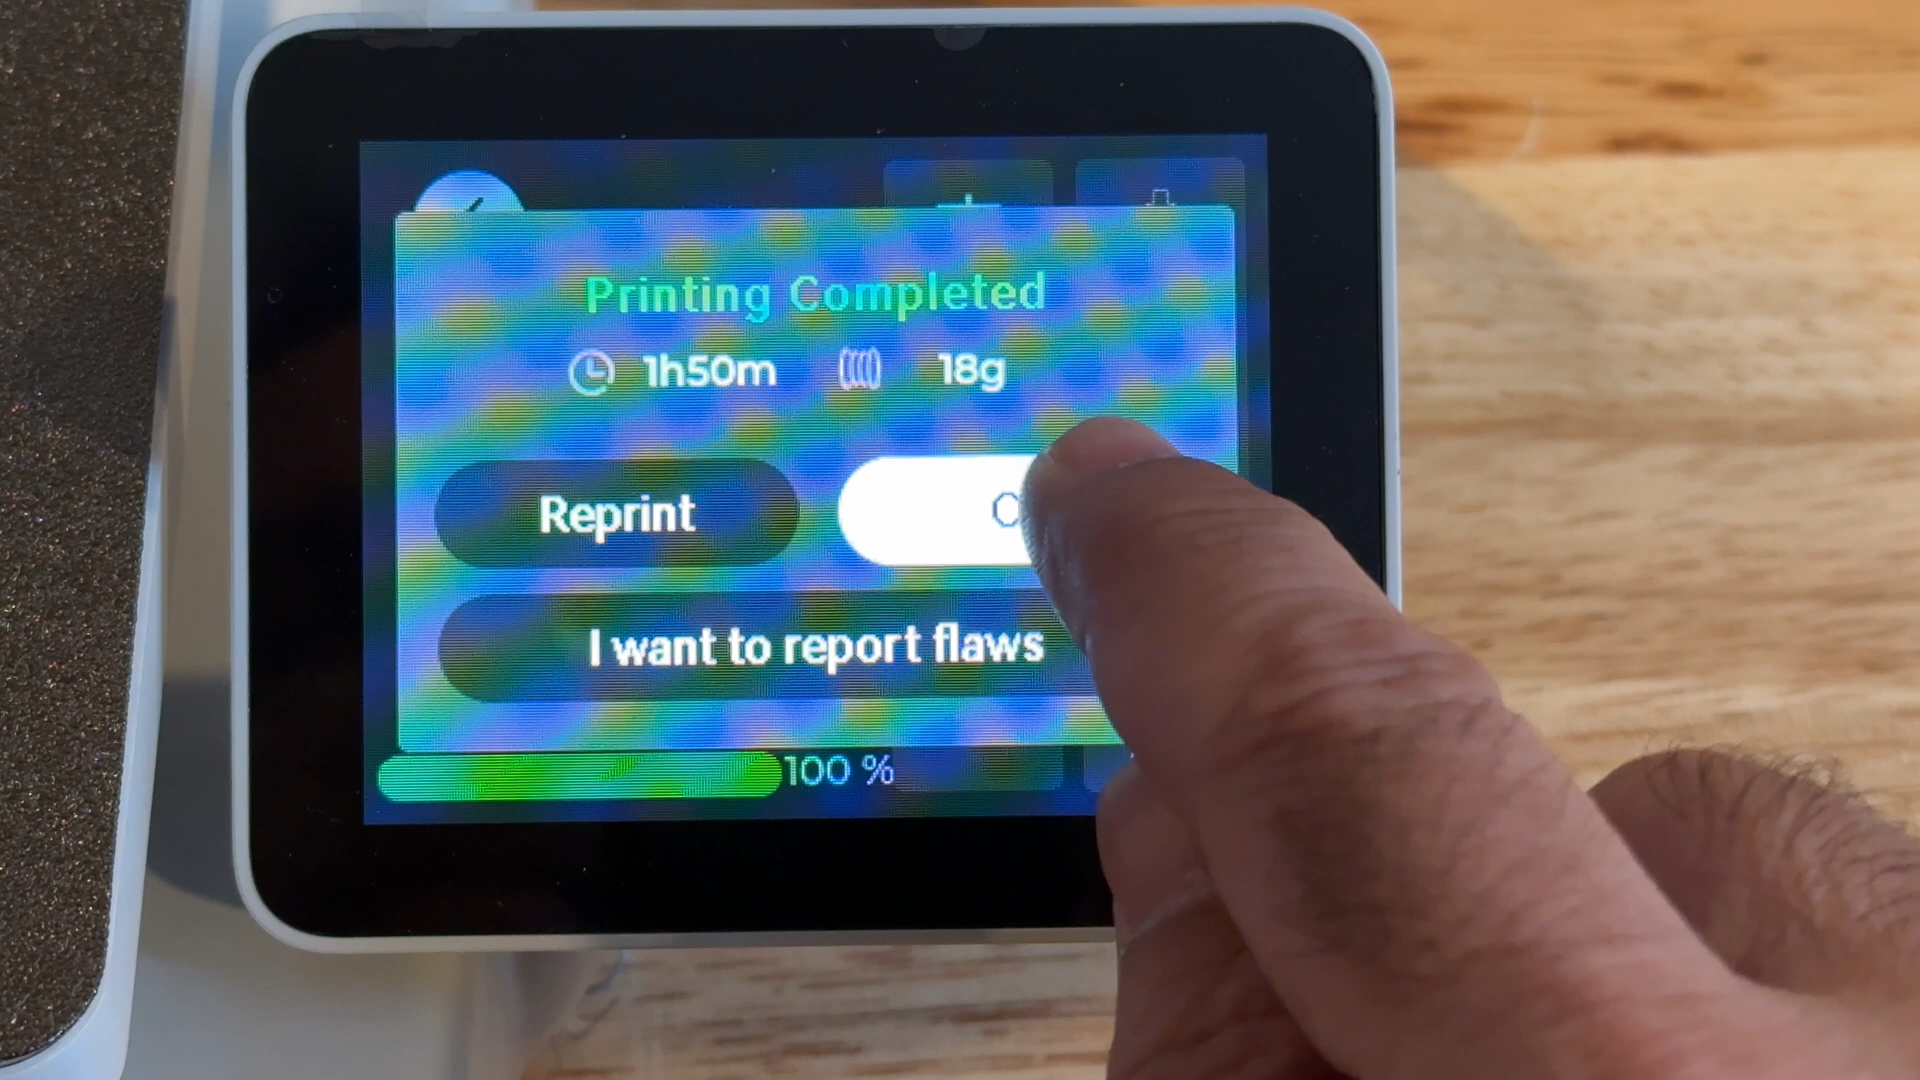 Printing Completed
1h50m 18g
Reprint
I want to report flaws
100 %